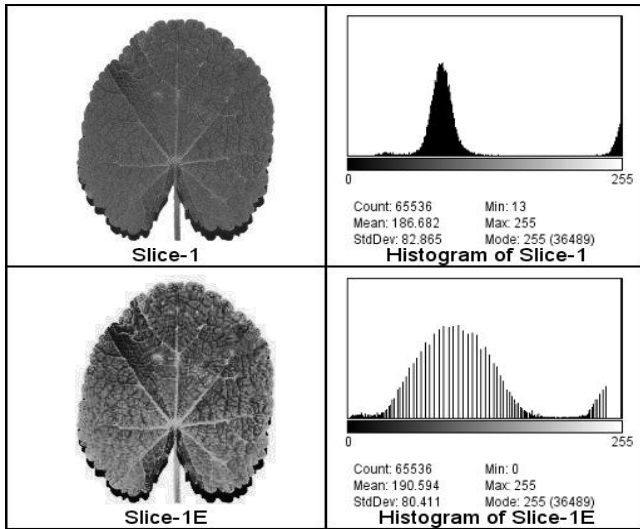 0 255
Count: 65536 Min: 13
Mean: 186.682 Max: 255
StdDev: 82.865 Mode: 255 (36489)
Slice-1 Histogram of Slice-1
0 255
Count: 65536 Min: 0
Mean: 190.594 Max: 255
StdDev: 80.411 Mode: 255 (36489)
Slice-1E Histogram of Slice-1E